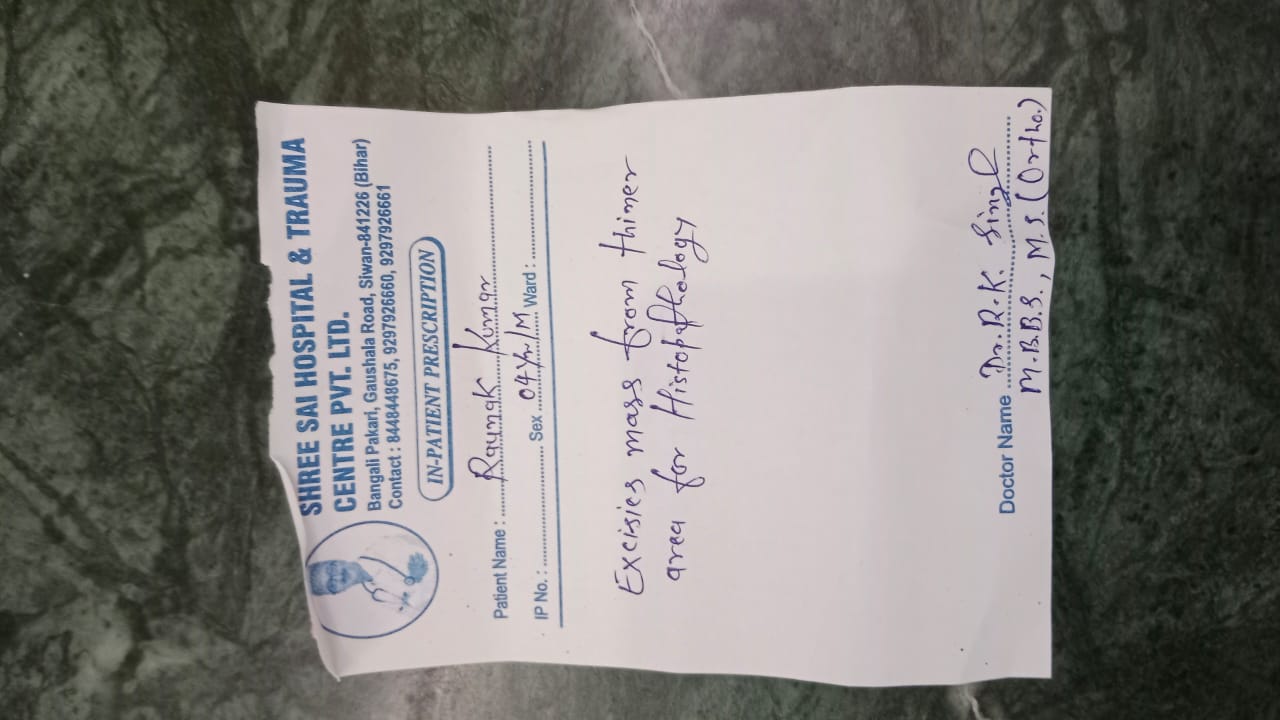 SHREE SAI HOSPITAL & TRAUMA
CENTRE PVT. LTD.
Bangali Pakari, Gaushala Road, Siwan-841226 (Bihar)
Contact : 8448448675, 9297926660, 9297926661
IN-PATIENT PRESCRIPTION
Patient Name : Raunak Kumar
IP No. : Sex 04Yr/M Ward :
Excisies mass from thimer
area for Histopafthology
Doctor Name Dr. R.K. Singh
M.B.B.S., M.S. (Ortho.)